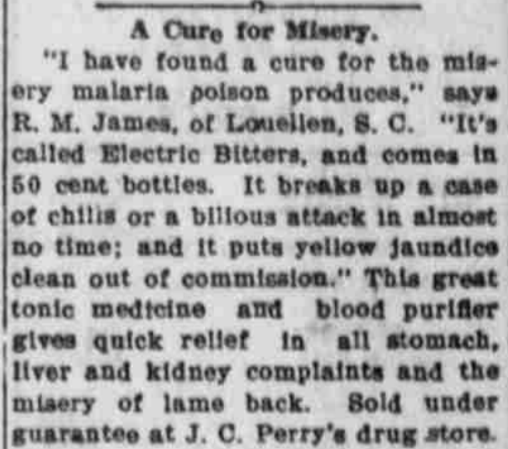 A Cure for Misery.
"I have found a cure for the mis-
ery malaria poison produces," says
R. M. James, of Louellen, S. C. "It's
called Electric Bitters, and comes in
50 cent bottles. It breaks up a case
of chills or a bilious attack in almost
no time; and it puts yellow jaundice
clean out of commission." This great
tonic medicine and blood purifier
gives quick relief in all stomach,
liver and kidney complaints and the
misery of lame back. Sold under
guarantee at J. C. Perry's drug store.